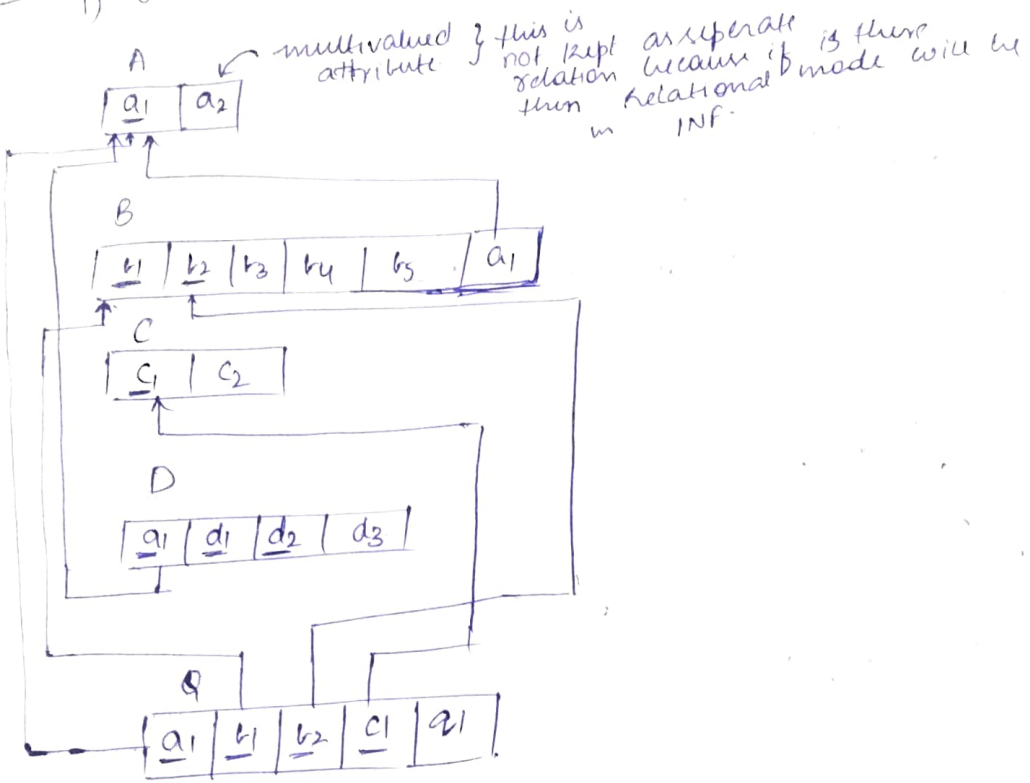 1)
A
multivalued } this is
attribute
not kept as seperate
relation because if is there
then Relational mode will be
in 1NF.
a1 a2
B
b1 b2 b3 b4 b5 a1
C
c1 c2
D
a1 d1 d2 d3
Q
a1 b1 b2 c1 q1